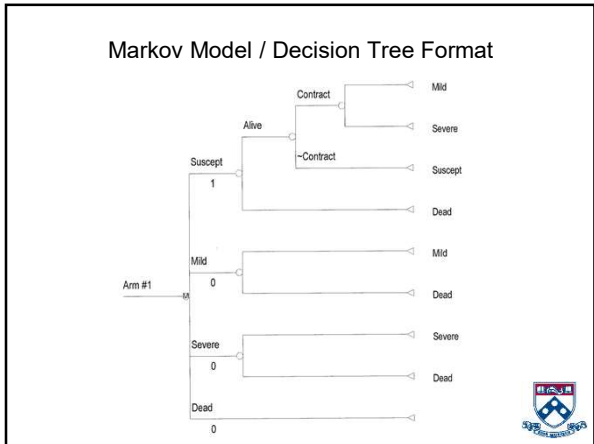 Markov Model / Decision Tree Format
Contract
Mild
Alive
Severe
~Contract
Suscept
Suscept
1
Dead
Mild
Mild
0
Dead
Arm #1
M
Severe
Severe
0
Dead
Dead
0